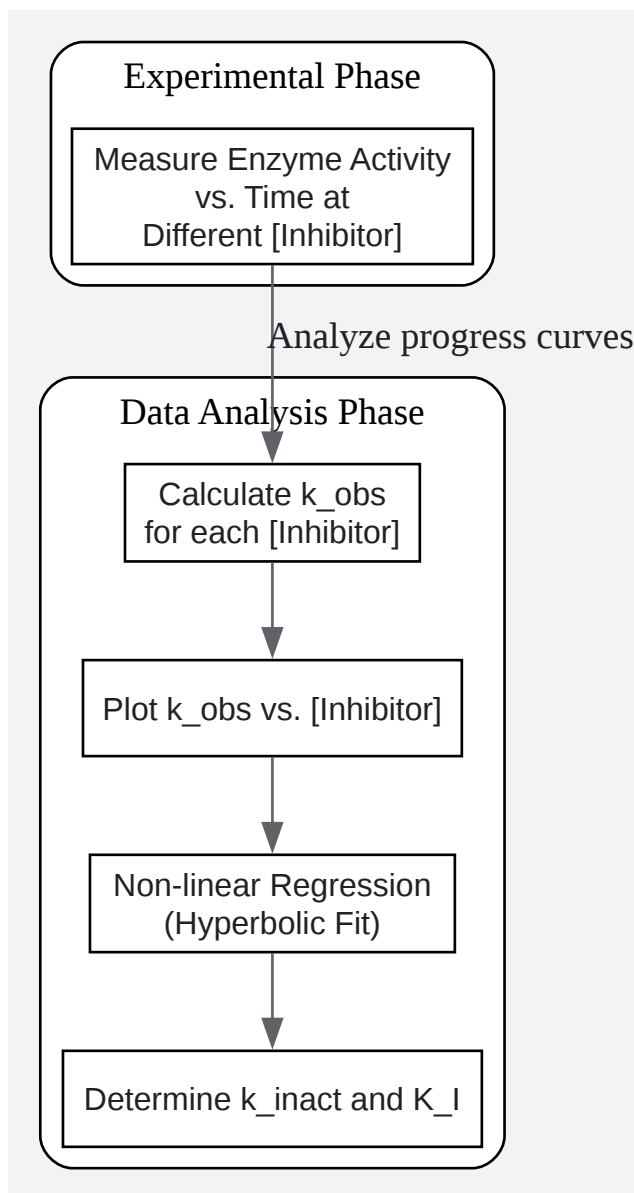 Experimental Phase
Measure Enzyme Activity
vs. Time at
Different [Inhibitor]
Analyze progress curves
Data Analysis Phase
Calculate k_obs
for each [Inhibitor]
Plot k_obs vs. [Inhibitor]
Non-linear Regression
(Hyperbolic Fit)
Determine k_inact and K_I